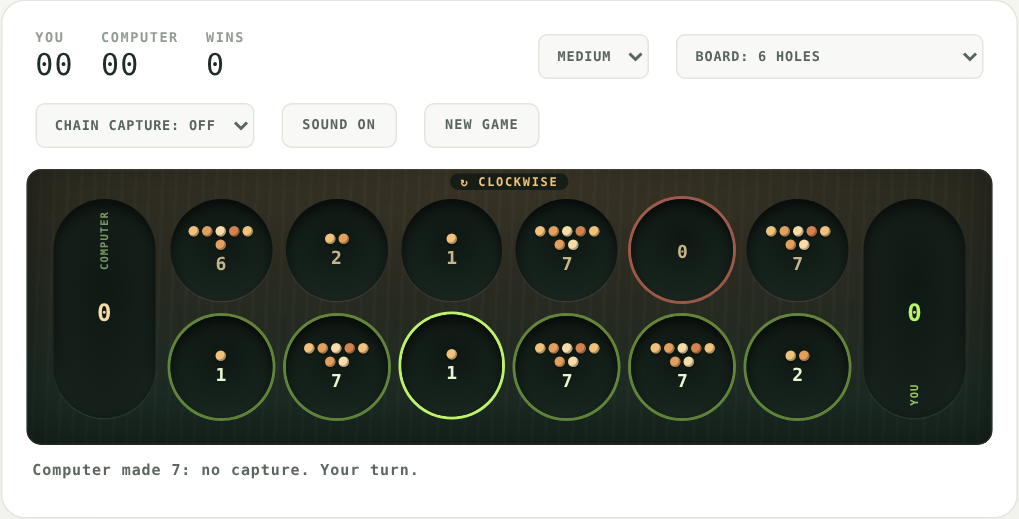 YOU COMPUTER WINS
00 00 0
MEDIUM
BOARD: 6 HOLES
CHAIN CAPTURE: OFF
SOUND ON
NEW GAME
↻ CLOCKWISE
COMPUTER
0
6 2 1 7 0 7
1 7 1 7 7 2
0
YOU
Computer made 7: no capture. Your turn.